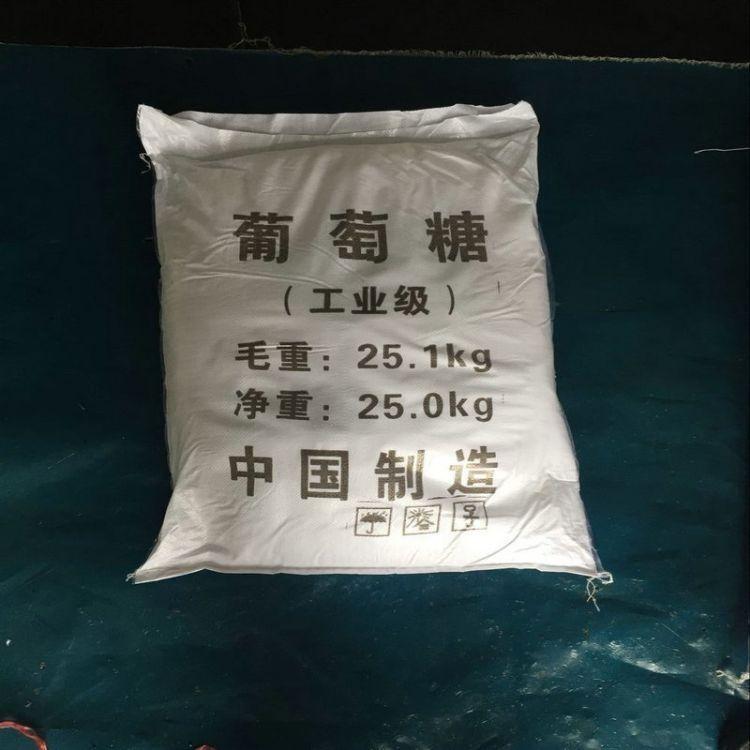 葡萄糖
（工业级）
毛重：25.1kg
净重：25.0kg
中国制造